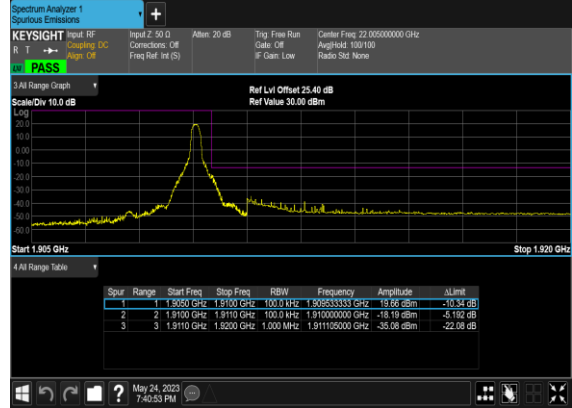 Spectrum Analyzer 1
Spurious Emissions
+
KEYSIGHT Input: RF Input Z: 50 Ω Atten: 20 dB Trig: Free Run Center Freq: 22.005000000 GHz
R T Coupling: DC Corrections: Off Gate: Off Avg|Hold: 100/100
Align: Off Freq Ref: Int (S) IF Gain: Low Radio Std: None
PASS
3 All Range Graph
Ref Lvl Offset 25.40 dB
Scale/Div 10.0 dB Ref Value 30.00 dBm
Log
20.0
10.0
0.00
-10.0
-20.0
-30.0
-40.0
-50.0
-60.0
Start 1.905 GHz Stop 1.920 GHz
4 All Range Table
Spur Range Start Freq Stop Freq RBW Frequency Amplitude ΔLimit
1 1 1.9050 GHz 1.9100 GHz 100.0 kHz 1.909533333 GHz 19.66 dBm -10.34 dB
2 2 1.9100 GHz 1.9110 GHz 100.0 kHz 1.910000000 GHz -18.19 dBm -5.192 dB
3 3 1.9110 GHz 1.9200 GHz 1.000 MHz 1.911105000 GHz -35.08 dBm -22.08 dB
? May 24, 2023
7:40:53 PM